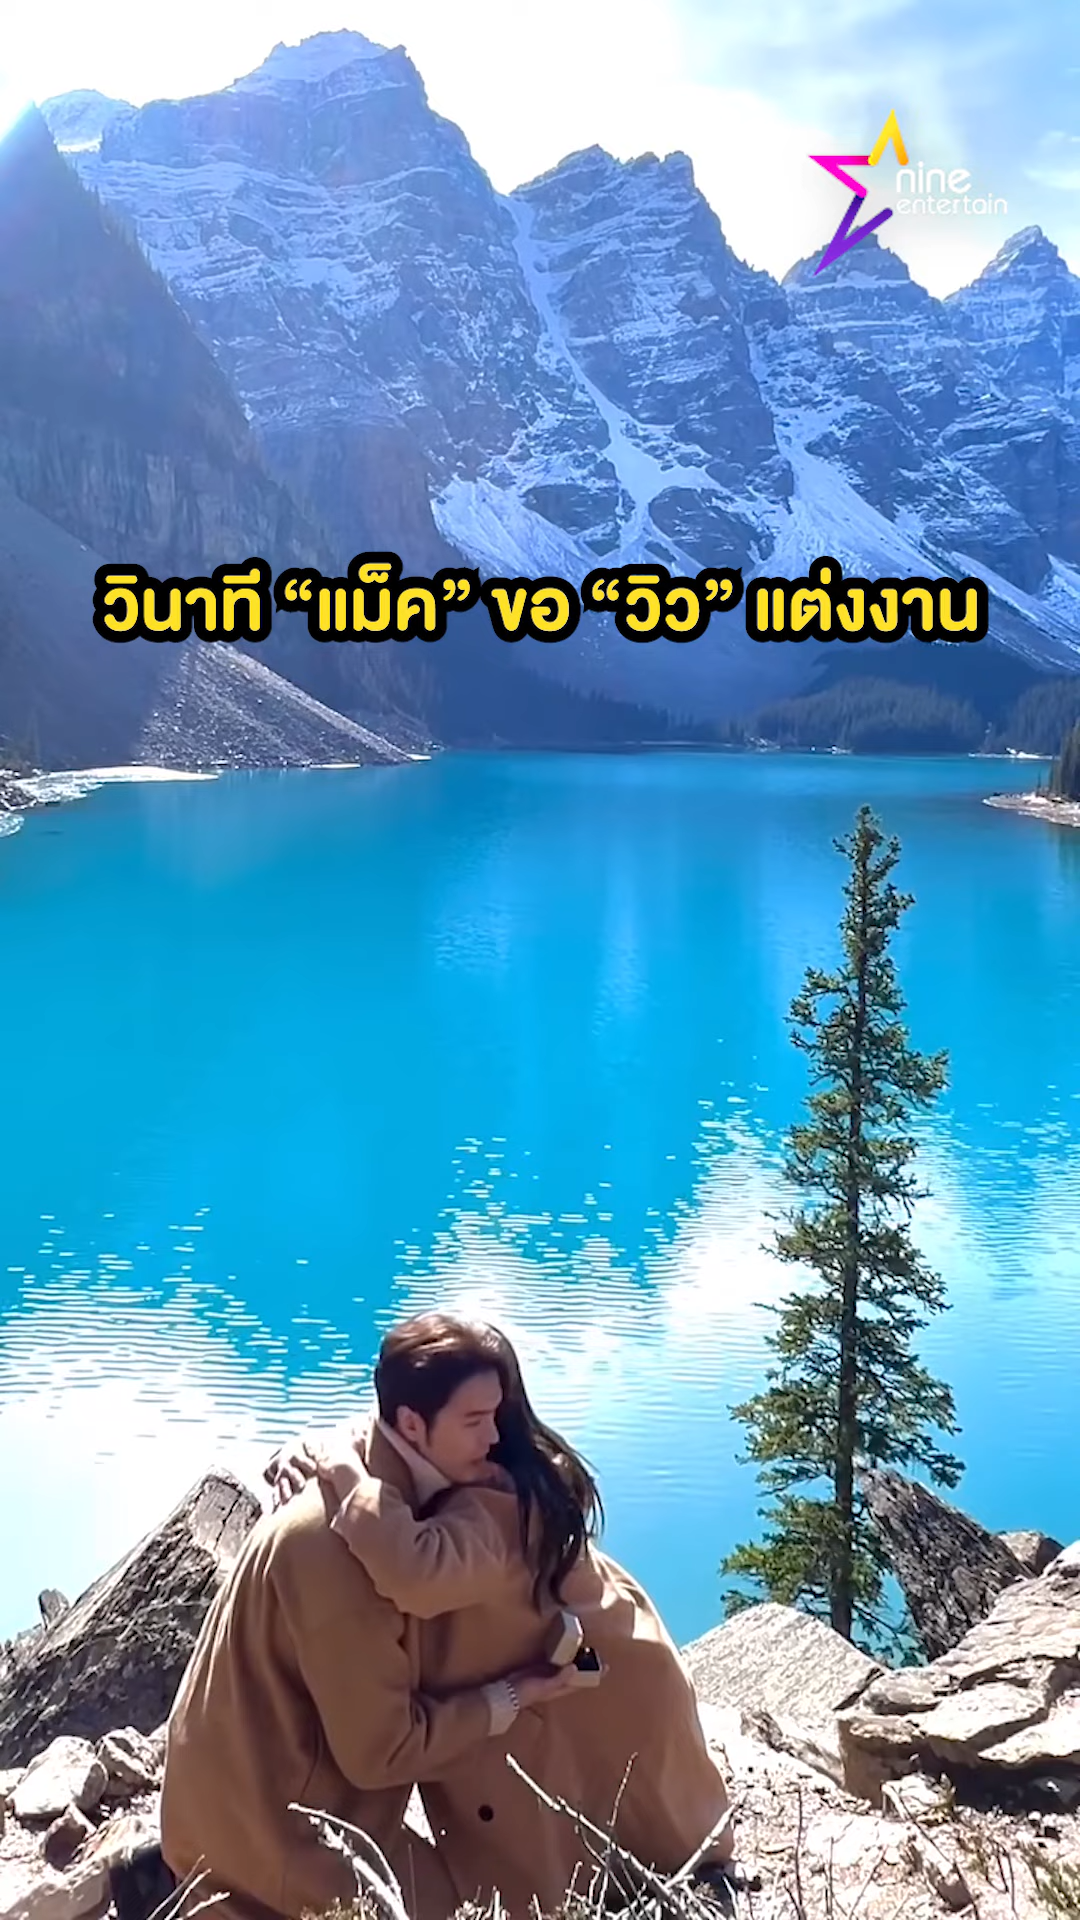 nine
entertain
วินาที “แม็ค” ขอ “วิว” แต่งงาน